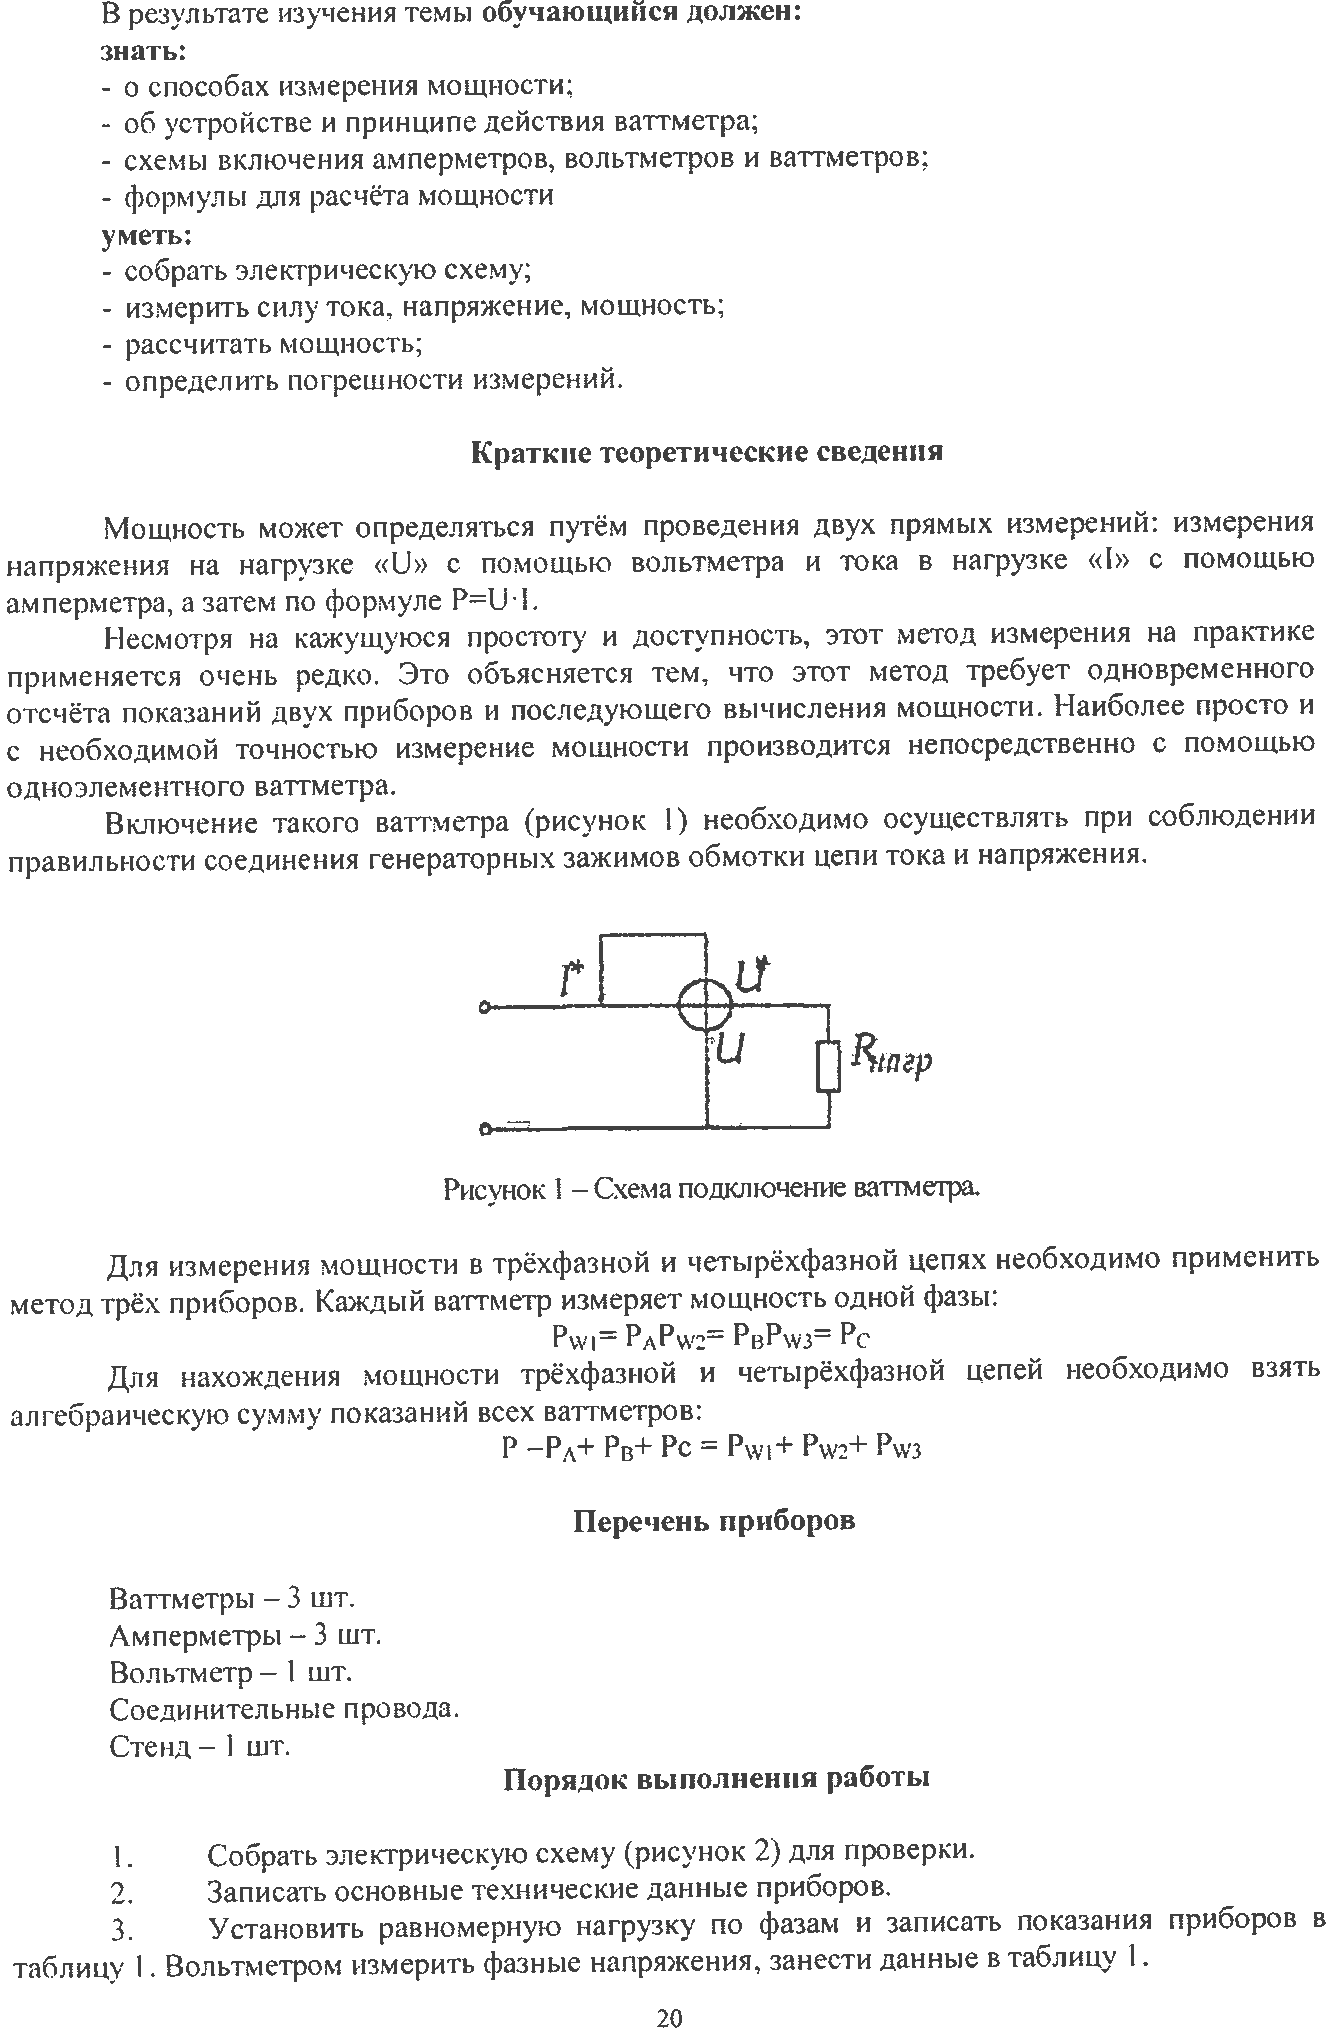 В результате изучения темы обучающийся должен:
знать:
- о способах измерения мощности;
- об устройстве и принципе действия ваттметра;
- схемы включения амперметров, вольтметров и ваттметров;
- формулы для расчёта мощности
уметь:
- собрать электрическую схему;
- измерить силу тока, напряжение, мощность;
- рассчитать мощность;
- определить погрешности измерений.
Краткие теоретические сведения
Мощность может определяться путём проведения двух прямых измерений: измерения
напряжения на нагрузке «U» с помощью вольтметра и тока в нагрузке «I» с помощью
амперметра, а затем по формуле P=U·I.
Несмотря на кажущуюся простоту и доступность, этот метод измерения на практике
применяется очень редко. Это объясняется тем, что этот метод требует одновременного
отсчёта показаний двух приборов и последующего вычисления мощности. Наиболее просто и
с необходимой точностью измерение мощности производится непосредственно с помощью
одноэлементного ваттметра.
Включение такого ваттметра (рисунок 1) необходимо осуществлять при соблюдении
правильности соединения генераторных зажимов обмотки цепи тока и напряжения.
I* U*
U Rнагр
Рисунок 1 – Схема подключение ваттметра.
Для измерения мощности в трёхфазной и четырёхфазной цепях необходимо применить
метод трёх приборов. Каждый ваттметр измеряет мощность одной фазы:
PW1= PAPW2= PBPW3= PC
Для нахождения мощности трёхфазной и четырёхфазной цепей необходимо взять
алгебраическую сумму показаний всех ваттметров:
P –PA+ PB+ PC = PW1+ PW2+ PW3
Перечень приборов
Ваттметры – 3 шт.
Амперметры – 3 шт.
Вольтметр – 1 шт.
Соединительные провода.
Стенд – 1 шт.
Порядок выполнения работы
1. Собрать электрическую схему (рисунок 2) для проверки.
2. Записать основные технические данные приборов.
3. Установить равномерную нагрузку по фазам и записать показания приборов в
таблицу 1. Вольтметром измерить фазные напряжения, занести данные в таблицу 1.
20